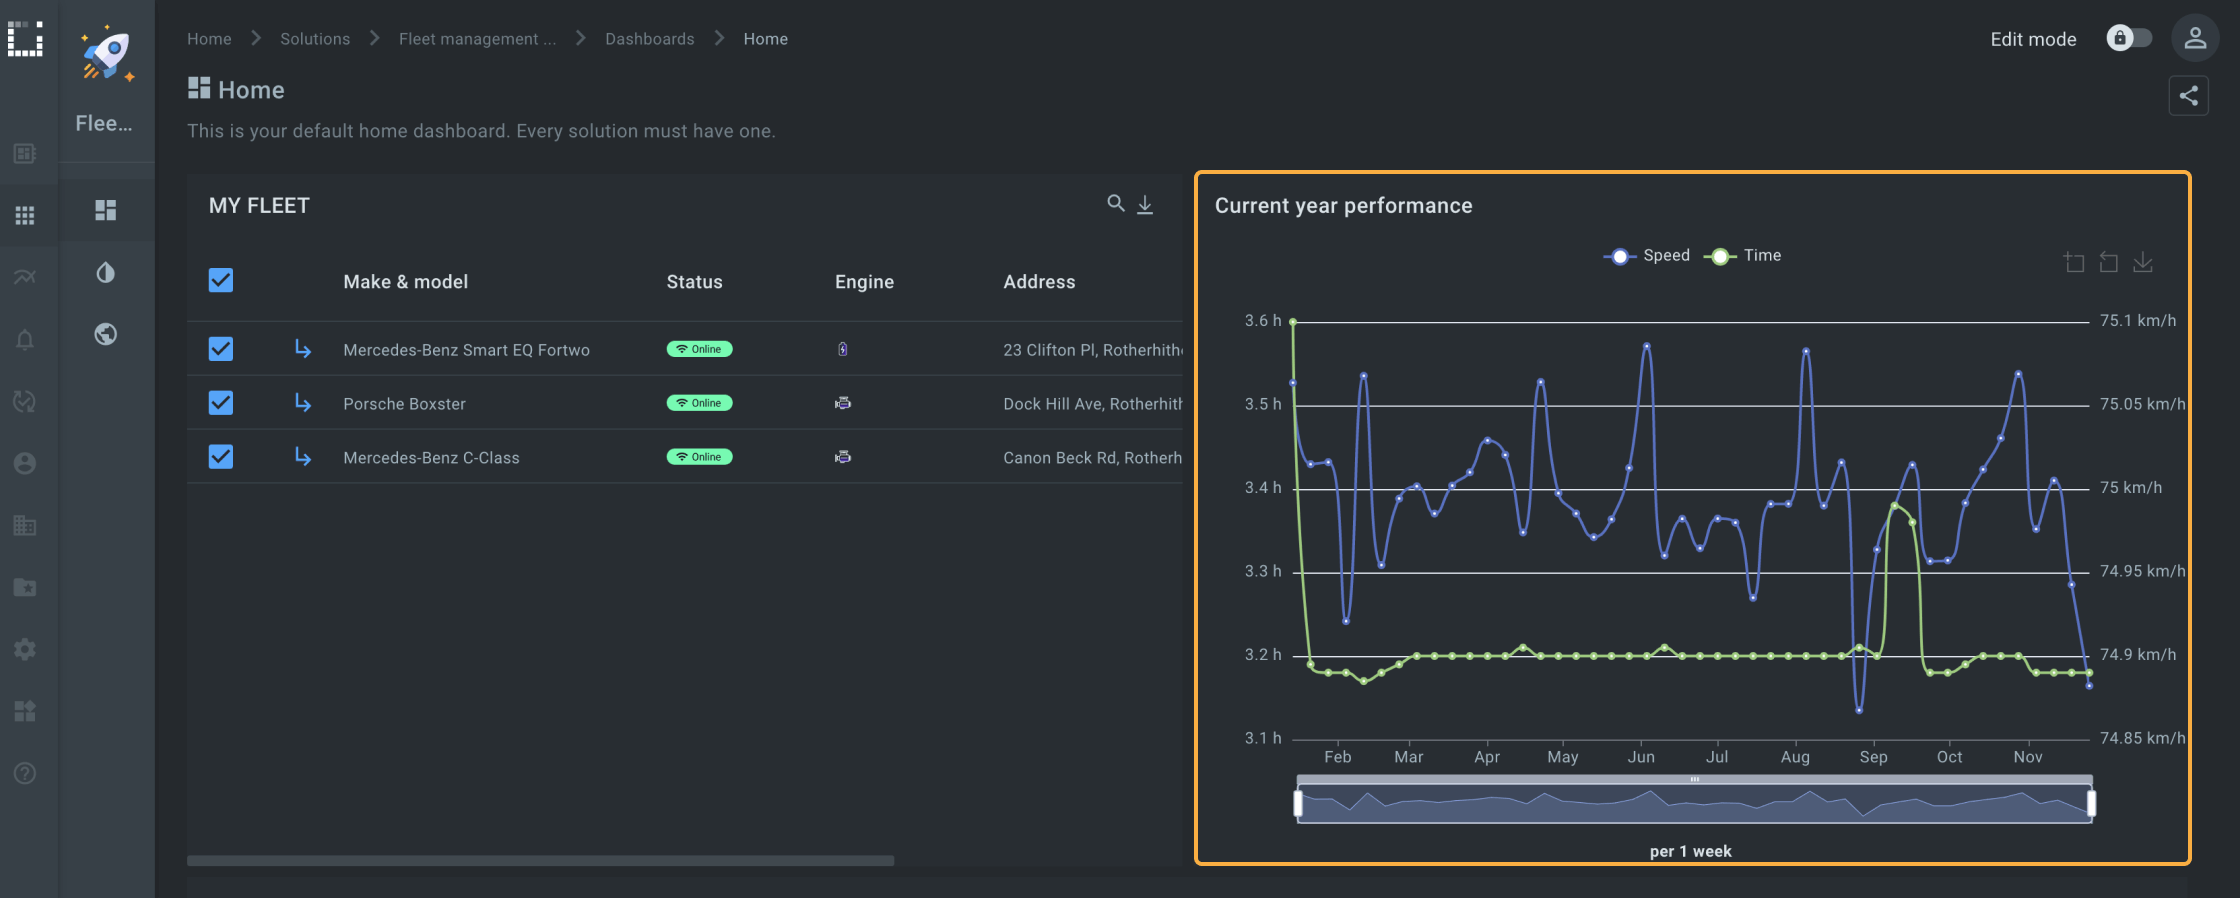 Home > Solutions > Fleet management ... > Dashboards > Home
Edit mode
Home
This is your default home dashboard. Every solution must have one.
Flee...
MY FLEET
Make & model Status Engine Address
Mercedes-Benz Smart EQ Fortwo Online 23 Clifton Pl, Rotherhith
Porsche Boxster Online Dock Hill Ave, Rotherhith
Mercedes-Benz C-Class Online Canon Beck Rd, Rotherh
Current year performance
Speed Time
3.6 h 75.1 km/h
3.5 h 75.05 km/h
3.4 h 75 km/h
3.3 h 74.95 km/h
3.2 h 74.9 km/h
3.1 h 74.85 km/h
Feb Mar Apr May Jun Jul Aug Sep Oct Nov
per 1 week